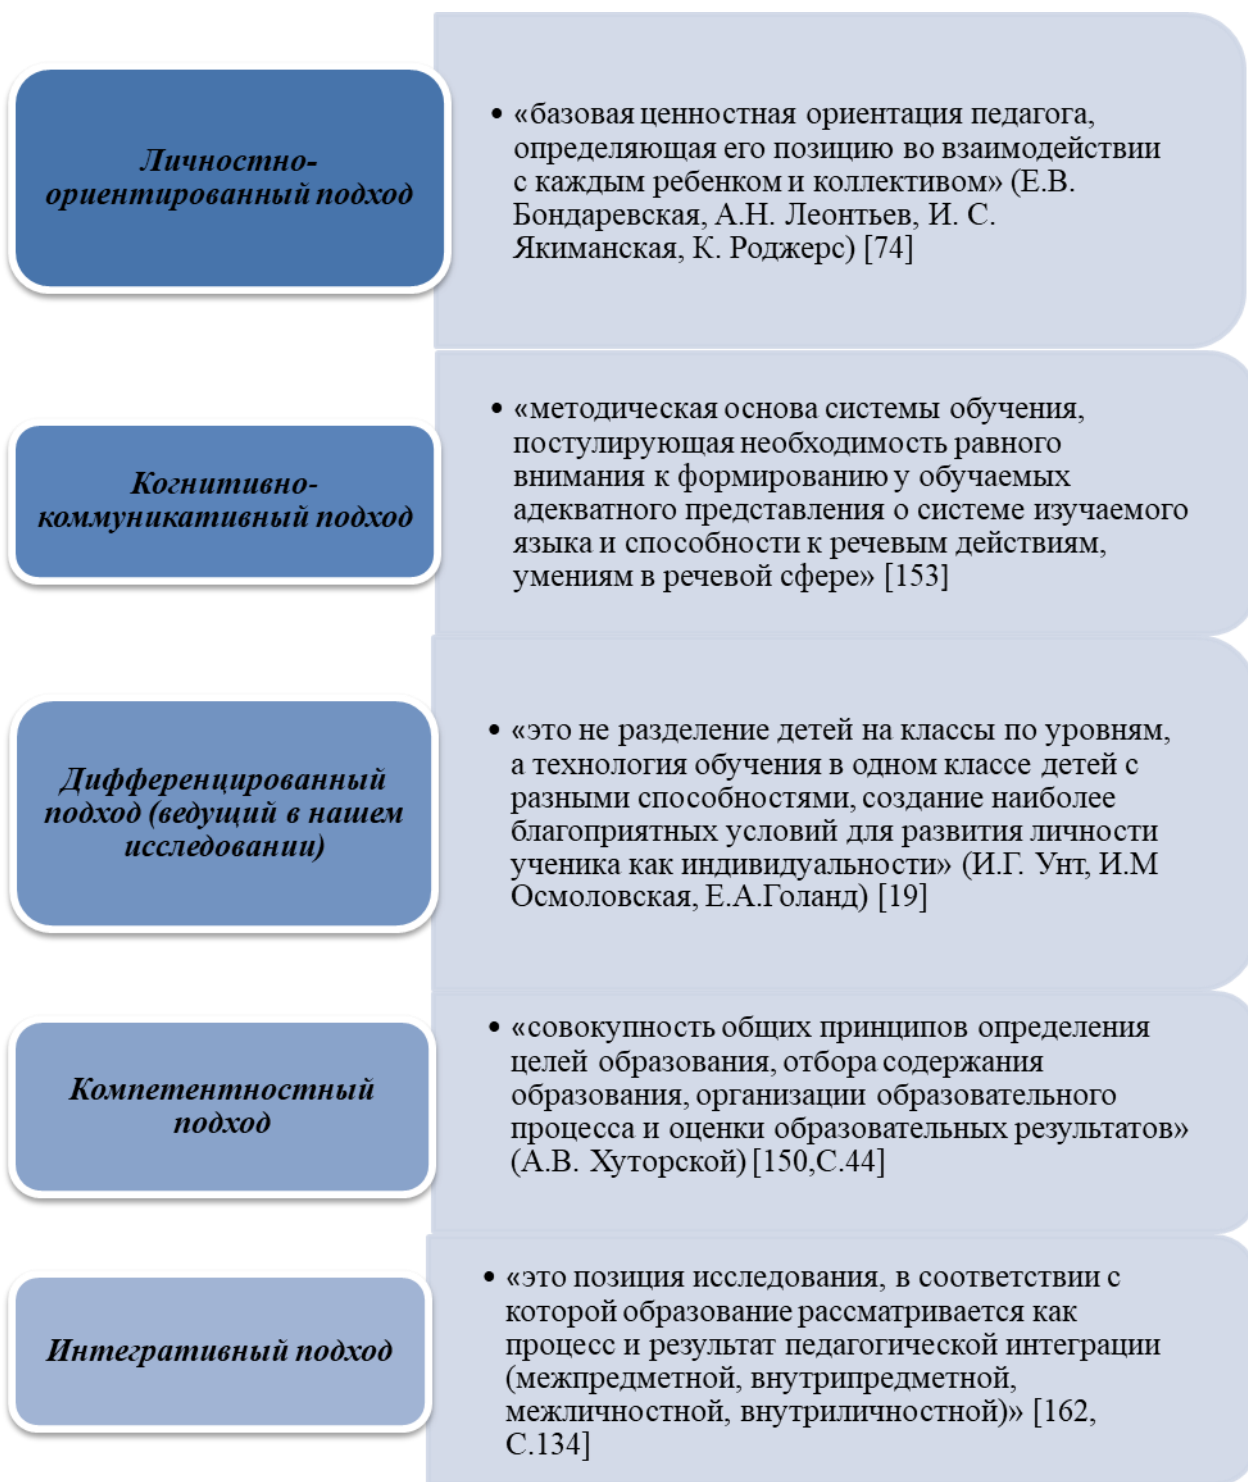 Личностно-
ориентированный подход
• «базовая ценностная ориентация педагога,
определяющая его позицию во взаимодействии
с каждым ребенком и коллективом» (Е.В.
Бондаревская, А.Н. Леонтьев, И. С.
Якиманская, К. Роджерс) [74]
Когнитивно-
коммуникативный подход
• «методическая основа системы обучения,
постулирующая необходимость равного
внимания к формированию у обучаемых
адекватного представления о системе изучаемого
языка и способности к речевым действиям,
умениям в речевой сфере» [153]
Дифференцированный
подход (ведущий в нашем
исследовании)
• «это не разделение детей на классы по уровням,
а технология обучения в одном классе детей с
разными способностями, создание наиболее
благоприятных условий для развития личности
ученика как индивидуальности» (И.Г. Унт, И.М
Осмоловская, Е.А.Голанд) [19]
Компетентностный
подход
• «совокупность общих принципов определения
целей образования, отбора содержания
образования, организации образовательного
процесса и оценки образовательных результатов»
(А.В. Хуторской) [150,С.44]
Интегративный подход
• «это позиция исследования, в соответствии с
которой образование рассматривается как
процесс и результат педагогической интеграции
(межпредметной, внутрипредметной,
межличностной, внутриличностной)» [162,
С.134]